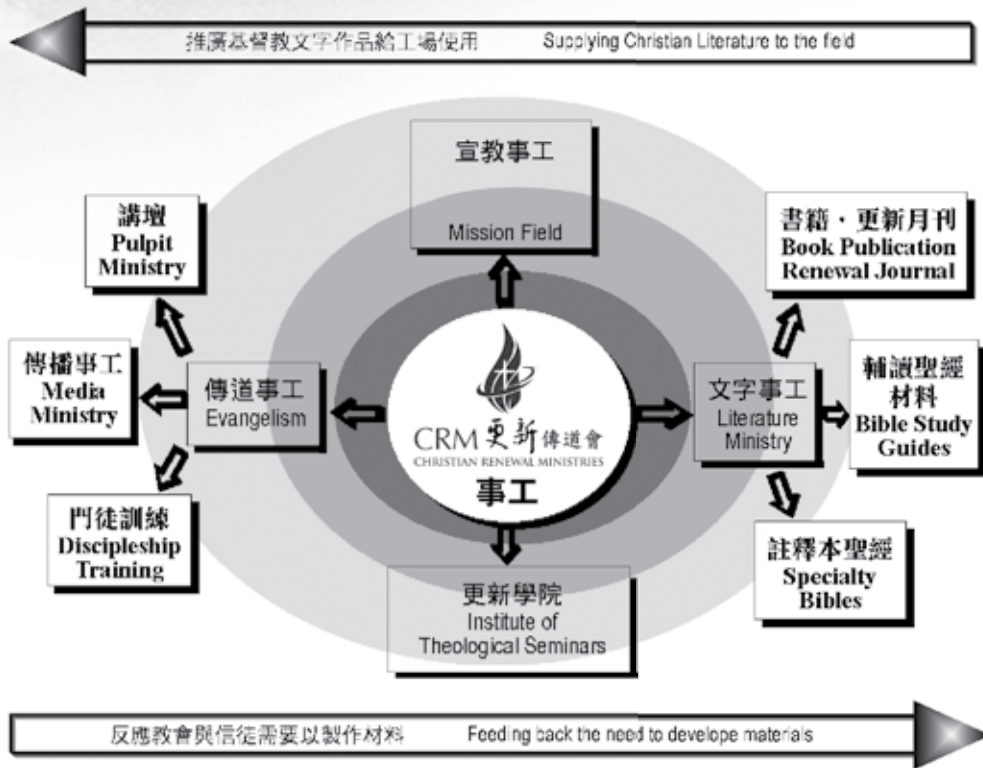 推廣基督教文字作品給工場使用 Supplying Christian Literature to the field
宣教事工
Mission Field
講壇
Pulpit
Ministry
傳播事工
Media
Ministry
傳道事工
Evangelism
門徒訓練
Discipleship
Training
CRM 更新傳道會
CHRISTIAN RENEWAL MINISTRIES
事工
文字事工
Literature
Ministry
書籍・更新月刊
Book Publication
Renewal Journal
輔讀聖經
材料
Bible Study
Guides
註釋本聖經
Specialty
Bibles
更新學院
Institute of
Theological Seminars
反應教會與信徒需要以製作材料 Feeding back the need to develope materials